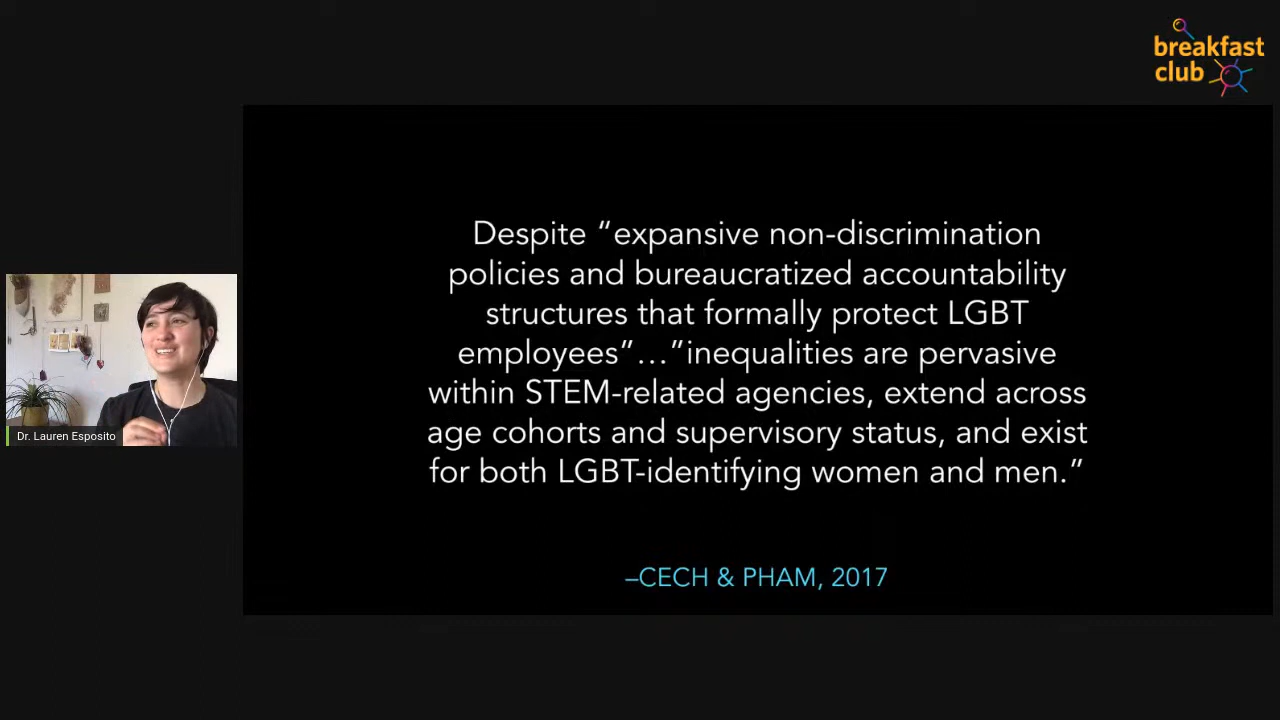 breakfast
club
Despite “expansive non-discrimination
policies and bureaucratized accountability
structures that formally protect LGBT
employees”…”inequalities are pervasive
within STEM-related agencies, extend across
age cohorts and supervisory status, and exist
for both LGBT-identifying women and men.”
–CECH & PHAM, 2017
Dr. Lauren Esposito